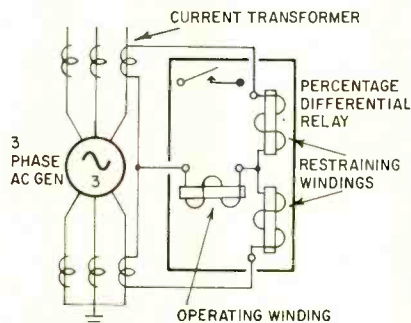 CURRENT TRANSFORMER
PERCENTAGE
DIFFERENTIAL
RELAY
3
PHASE
AC GEN
3
RESTRAINING
WINDINGS
OPERATING WINDING